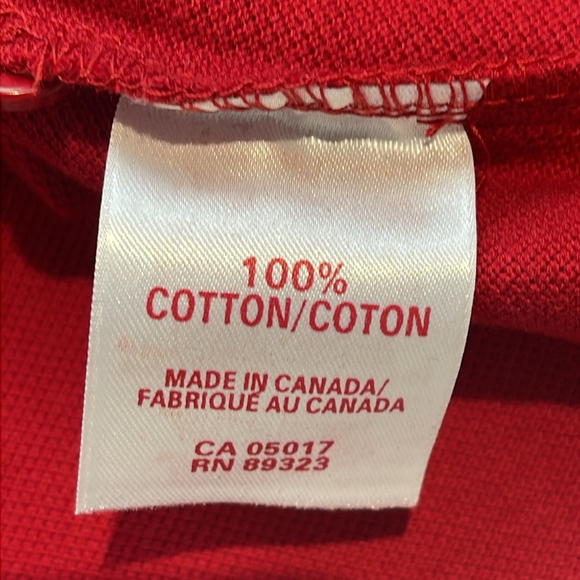 100%
COTTON/COTON
MADE IN CANADA/
FABRIQUÉ AU CANADA
CA 05017
RN 89323